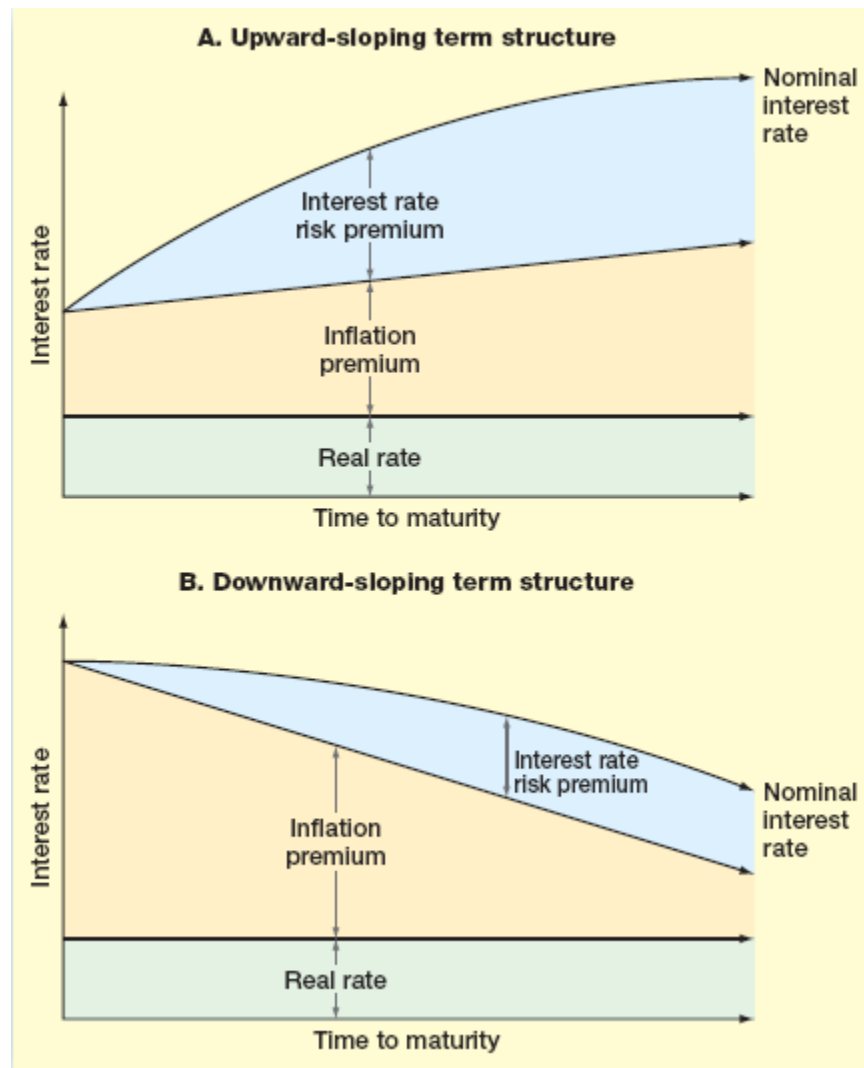 A. Upward-sloping term structure
Nominal
interest
rate
Interest rate
risk premium
Interest rate
Inflation
premium
Real rate
Time to maturity
B. Downward-sloping term structure
Interest rate
risk premium
Nominal
interest
rate
Interest rate
Inflation
premium
Real rate
Time to maturity